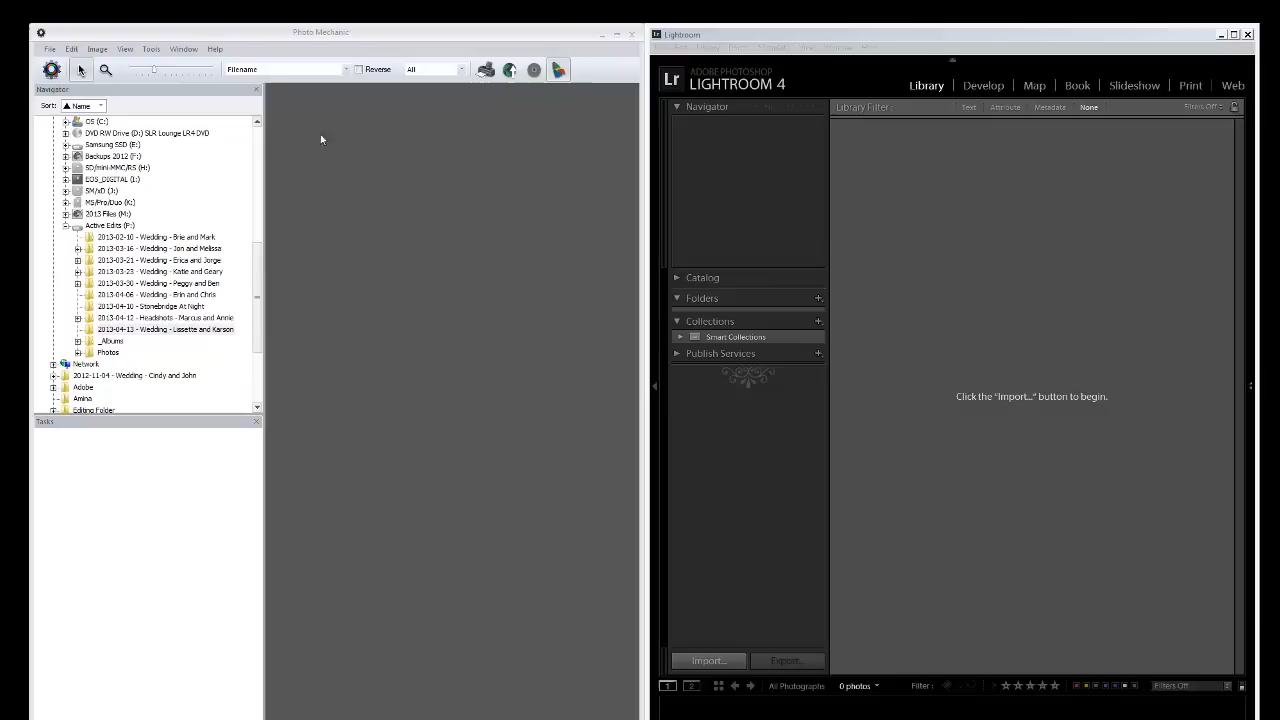 Photo Mechanic
File Edit Image View Tools Window Help
Filename Reverse All
Navigator
Sort: Name
OS (C:)
DVD RW Drive (D:) SLR Lounge LR4 DVD
Samsung SSD (E:)
Backups 2012 (F:)
SD/mini-MMC/RS (H:)
EOS_DIGITAL (I:)
SM/xD (J:)
MS/Pro/Duo (K:)
2013 Files (M:)
Active Edits (P:)
2013-02-10 - Wedding - Brie and Mark
2013-03-16 - Wedding - Jon and Melissa
2013-03-21 - Wedding - Erica and Jorge
2013-03-23 - Wedding - Katie and Geary
2013-03-30 - Wedding - Peggy and Ben
2013-04-06 - Wedding - Erin and Chris
2013-04-10 - Stonebridge At Night
2013-04-12 - Headshots - Marcus and Annie
2013-04-13 - Wedding - Lissette and Karson
_Albums
Photos
Network
2012-11-04 - Wedding - Cindy and John
Adobe
Amina
Editing Folder
Tasks
Lightroom
Lr ADOBE PHOTOSHOP
LIGHTROOM 4
Library Develop Map Book Slideshow Print Web
Navigator
Library Filter: Text Attribute Metadata None Filters Off
Catalog
Folders
Collections
Smart Collections
Publish Services
Click the "Import..." button to begin.
Import... Export...
1 2 All Photographs 0 photos Filter: Filters Off